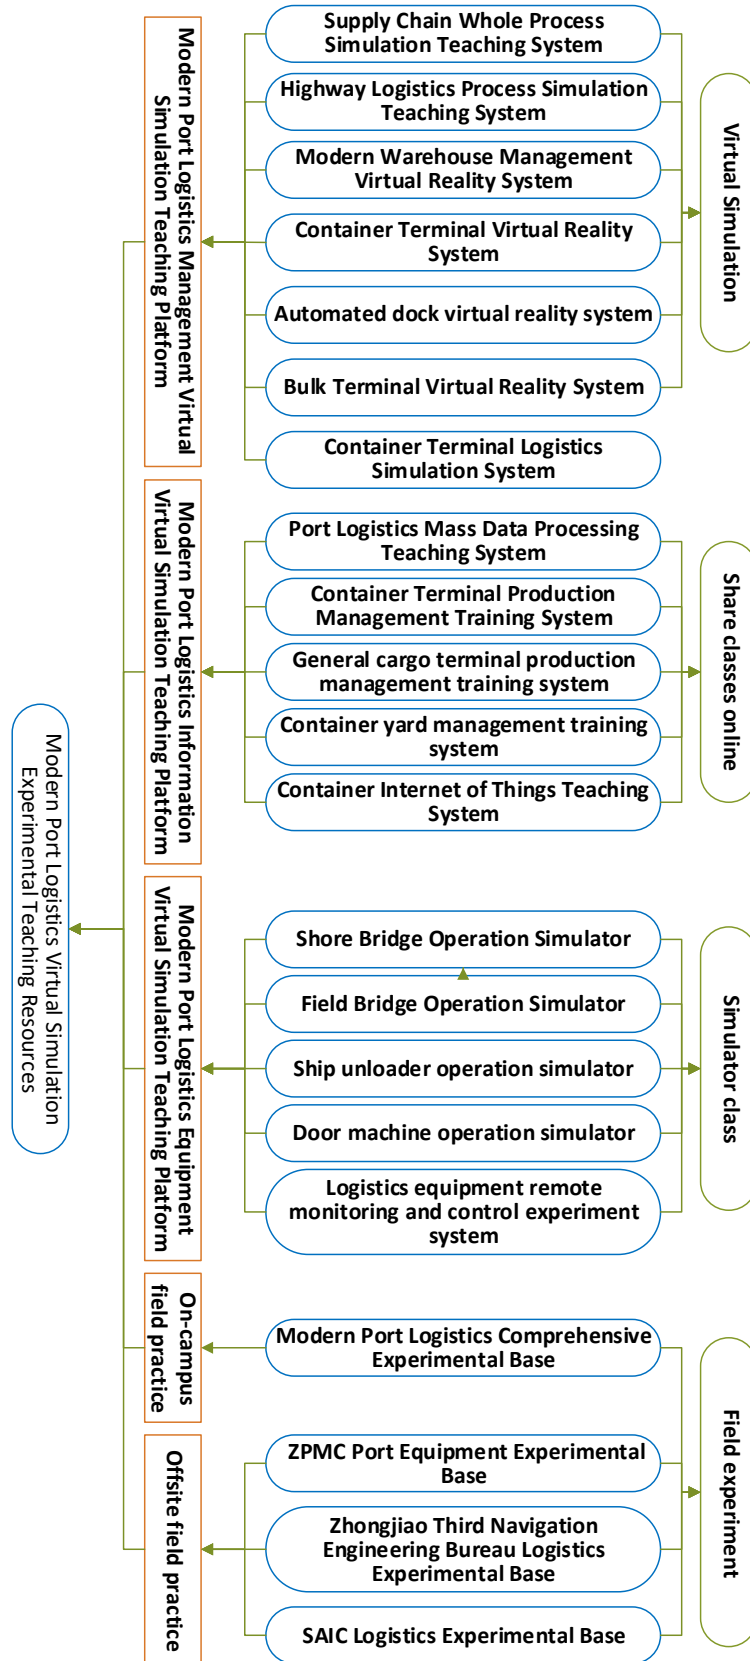 Supply Chain Whole Process
Simulation Teaching System
Highway Logistics Process Simulation
Teaching System
Modern Warehouse Management
Virtual Reality System
Container Terminal Virtual Reality
System
Automated dock virtual reality system
Bulk Terminal Virtual Reality System
Container Terminal Logistics
Simulation System
Virtual Simulation
Modern Port Logistics Management Virtual
Simulation Teaching Platform
Port Logistics Mass Data Processing
Teaching System
Container Terminal Production
Management Training System
General cargo terminal production
management training system
Container yard management training
system
Container Internet of Things Teaching
System
Share classes online
Modern Port Logistics Information
Virtual Simulation Teaching Platform
Shore Bridge Operation Simulator
Field Bridge Operation Simulator
Ship unloader operation simulator
Door machine operation simulator
Logistics equipment remote
monitoring and control experiment
system
Simulator class
Modern Port Logistics Equipment
Virtual Simulation Teaching Platform
Modern Port Logistics Virtual Simulation
Experimental Teaching Resources
Modern Port Logistics Comprehensive
Experimental Base
On-campus
field practice
ZPMC Port Equipment Experimental
Base
Zhongjiao Third Navigation
Engineering Bureau Logistics
Experimental Base
SAIC Logistics Experimental Base
Field experiment
Offsite field practice